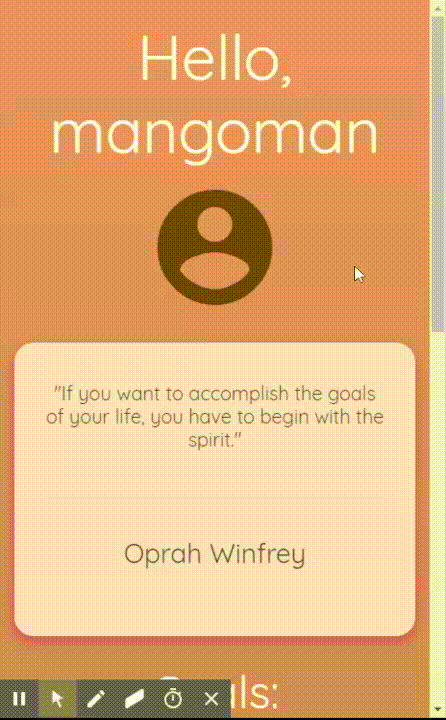 Hello,
mangoman
"If you want to accomplish the goals
of your life, you have to begin with the
spirit."
Oprah Winfrey